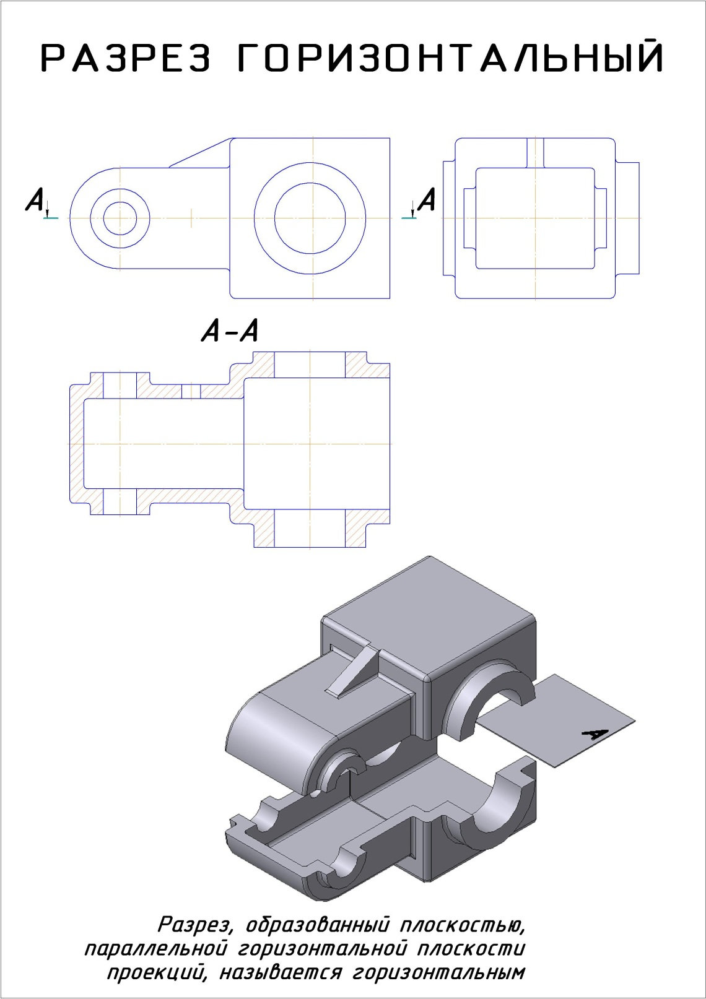 РАЗРЕЗ ГОРИЗОНТАЛЬНЫЙ
А А
А-А
А
Разрез, образованный плоскостью,
параллельной горизонтальной плоскости
проекций, называется горизонтальным